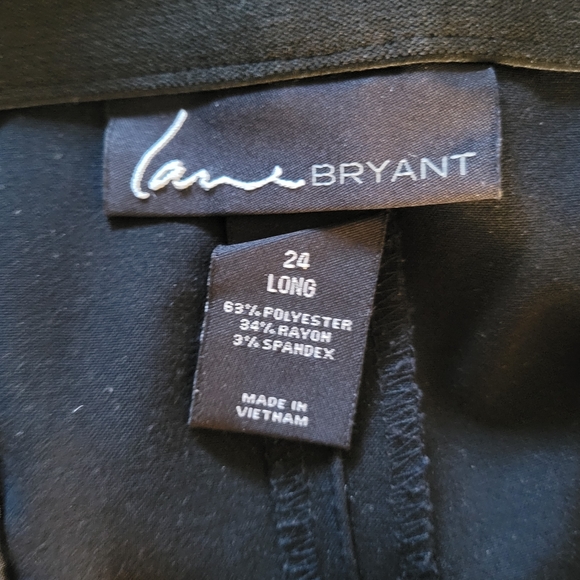 Lane BRYANT
24
LONG
63% POLYESTER
34% RAYON
3% SPANDEX
MADE IN
VIETNAM